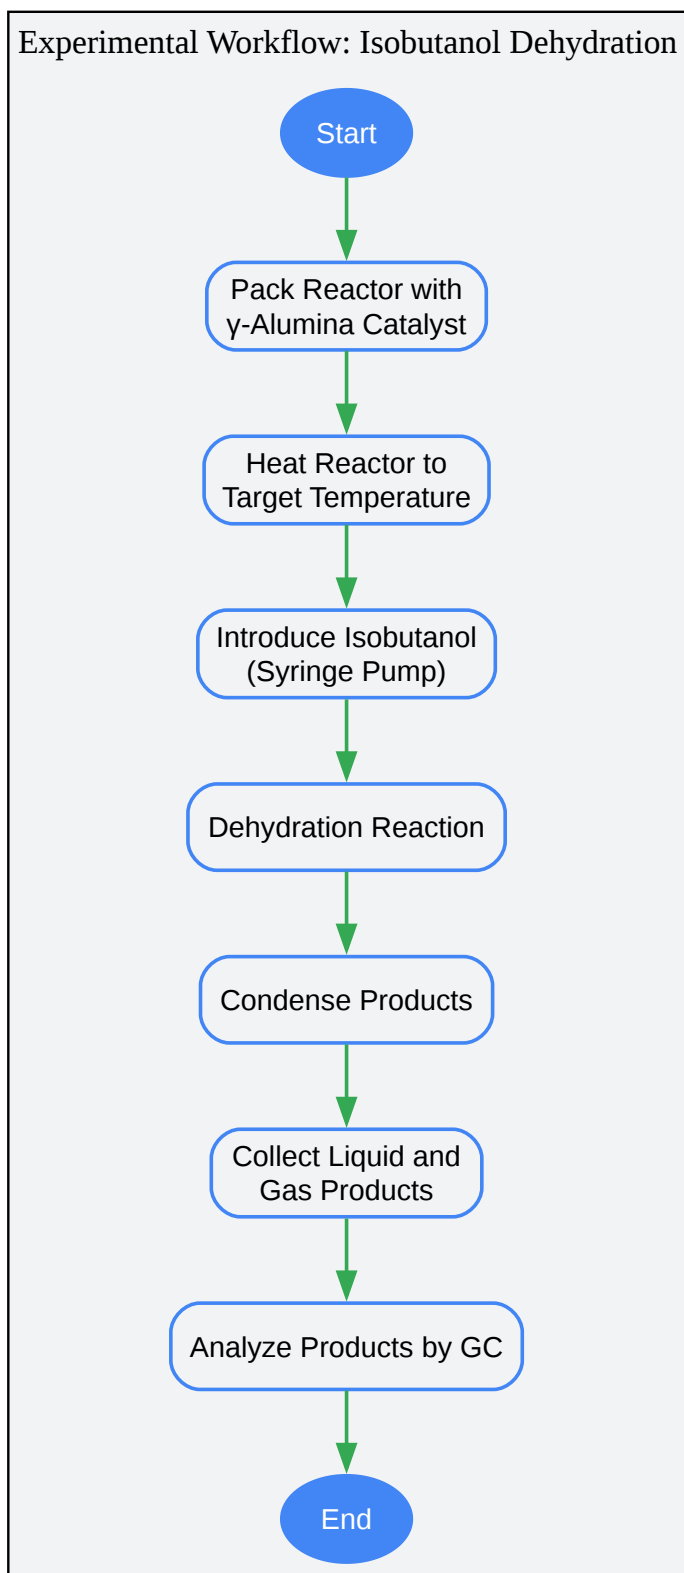 Experimental Workflow: Isobutanol Dehydration
Start
Pack Reactor with
γ-Alumina Catalyst
Heat Reactor to
Target Temperature
Introduce Isobutanol
(Syringe Pump)
Dehydration Reaction
Condense Products
Collect Liquid and
Gas Products
Analyze Products by GC
End